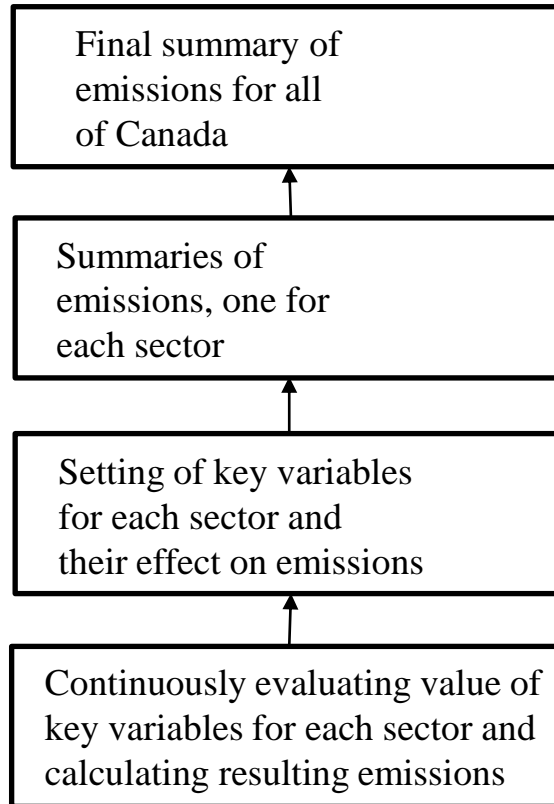 Final summary of
emissions for all
of Canada
Summaries of
emissions, one for
each sector
Setting of key variables
for each sector and
their effect on emissions
Continuously evaluating value of
key variables for each sector and
calculating resulting emissions